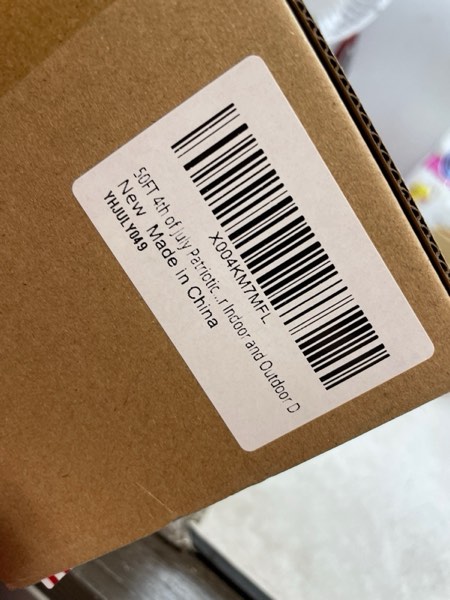 X004KM7MFL
50FT 4th of july Patriotic...r Indoor and Outdoor D
New Made in China
YHJULY049